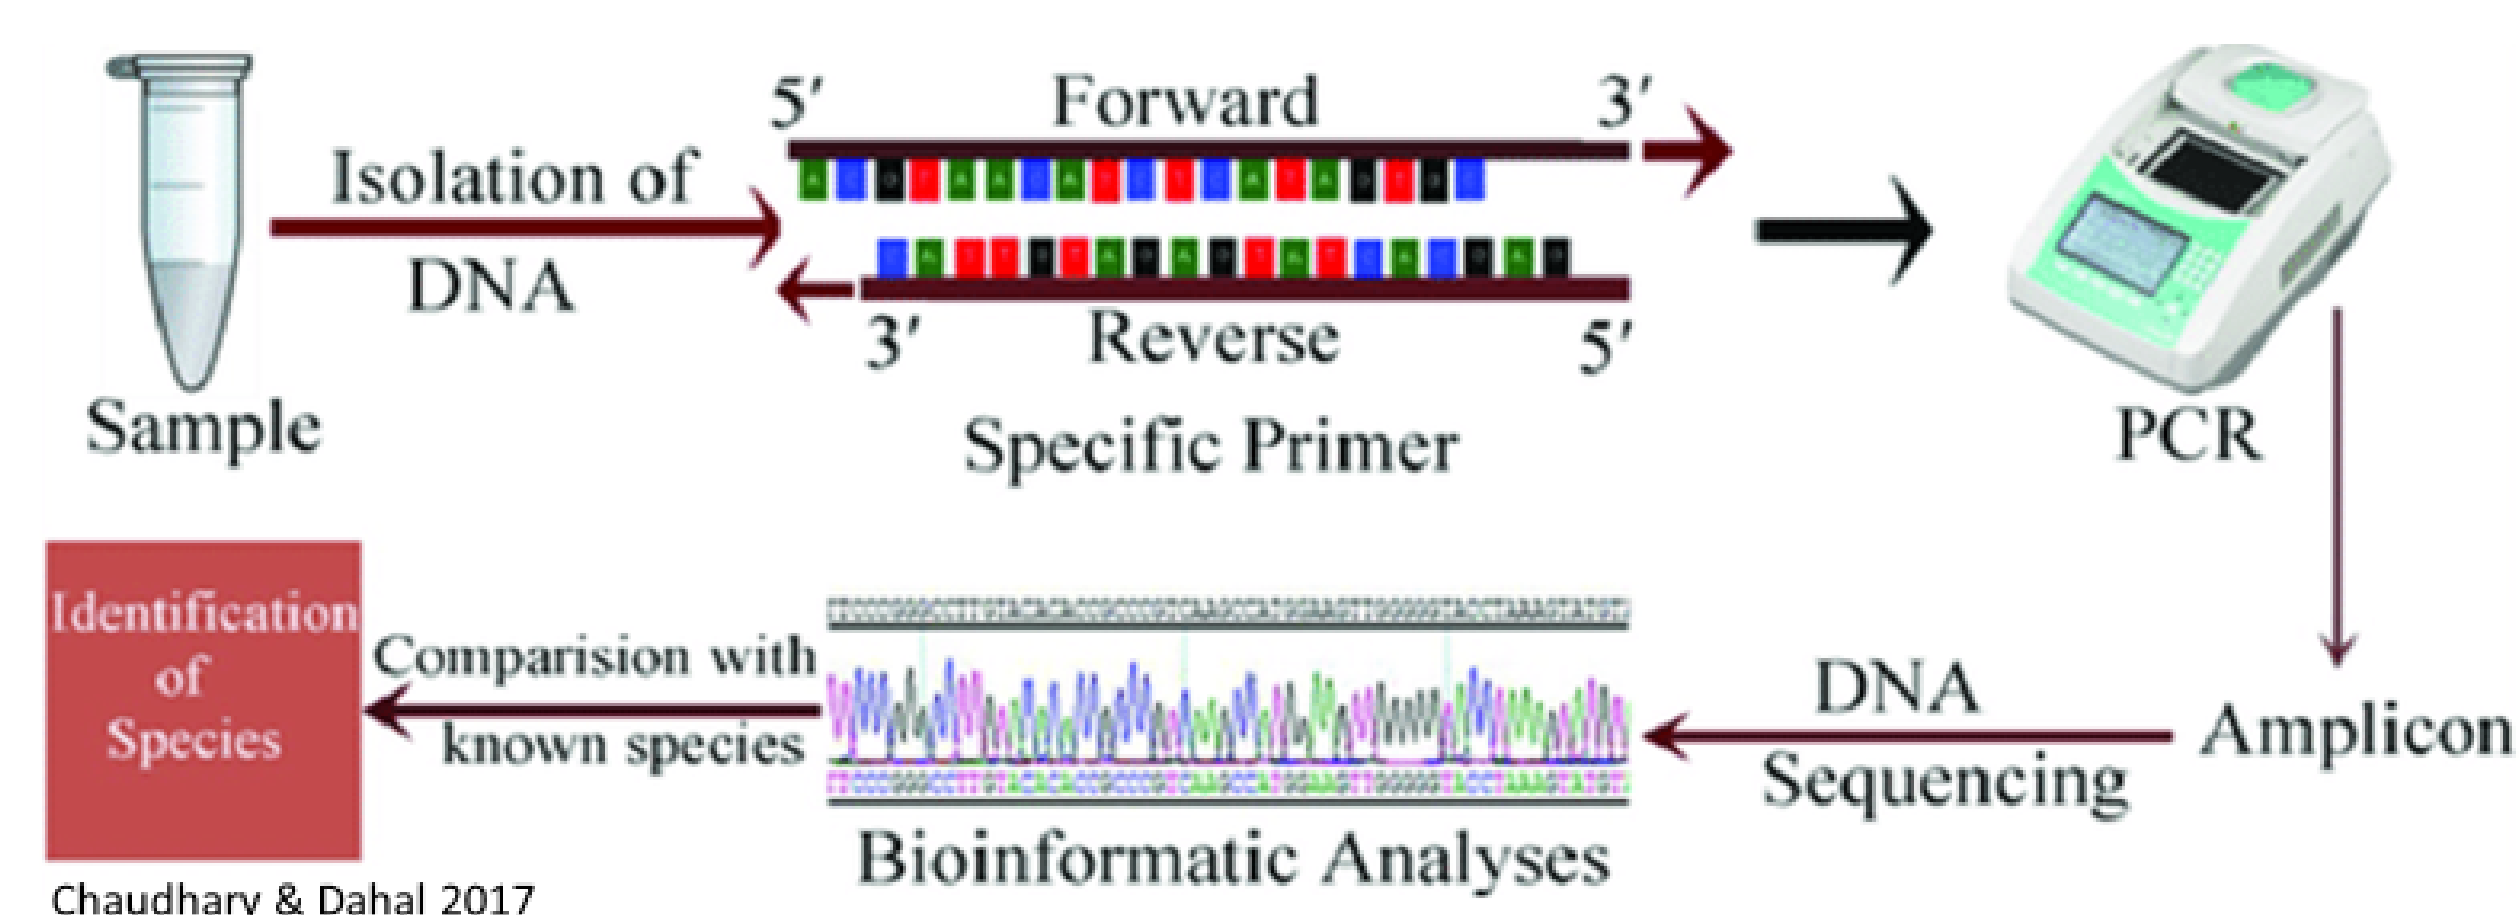 5′ Forward 3′
Isolation of
DNA
3′ Reverse 5′
Sample
Specific Primer
PCR
Identification
of
Species
Comparision with
known species
DNA
Sequencing
Amplicon
Bioinformatic Analyses
Chaudhary & Dahal 2017